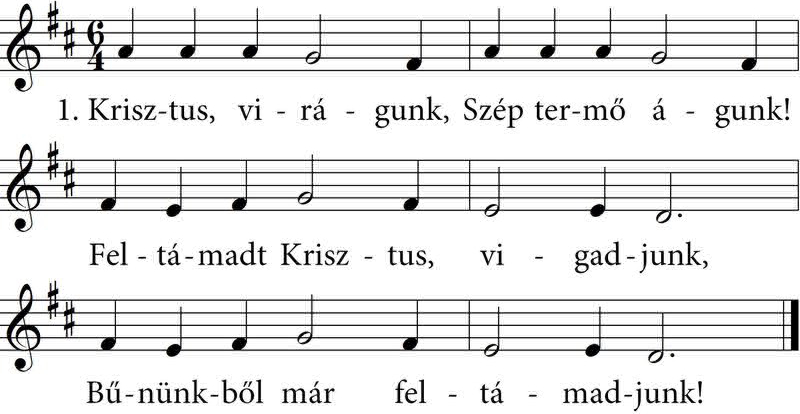 6
4
1. Krisz-tus, vi - rá - gunk, Szép ter-mő á - gunk!
Fel - tá-madt Krisz - tus, vi - gad-junk,
Bű-nünk-ből már fel - tá - mad-junk!